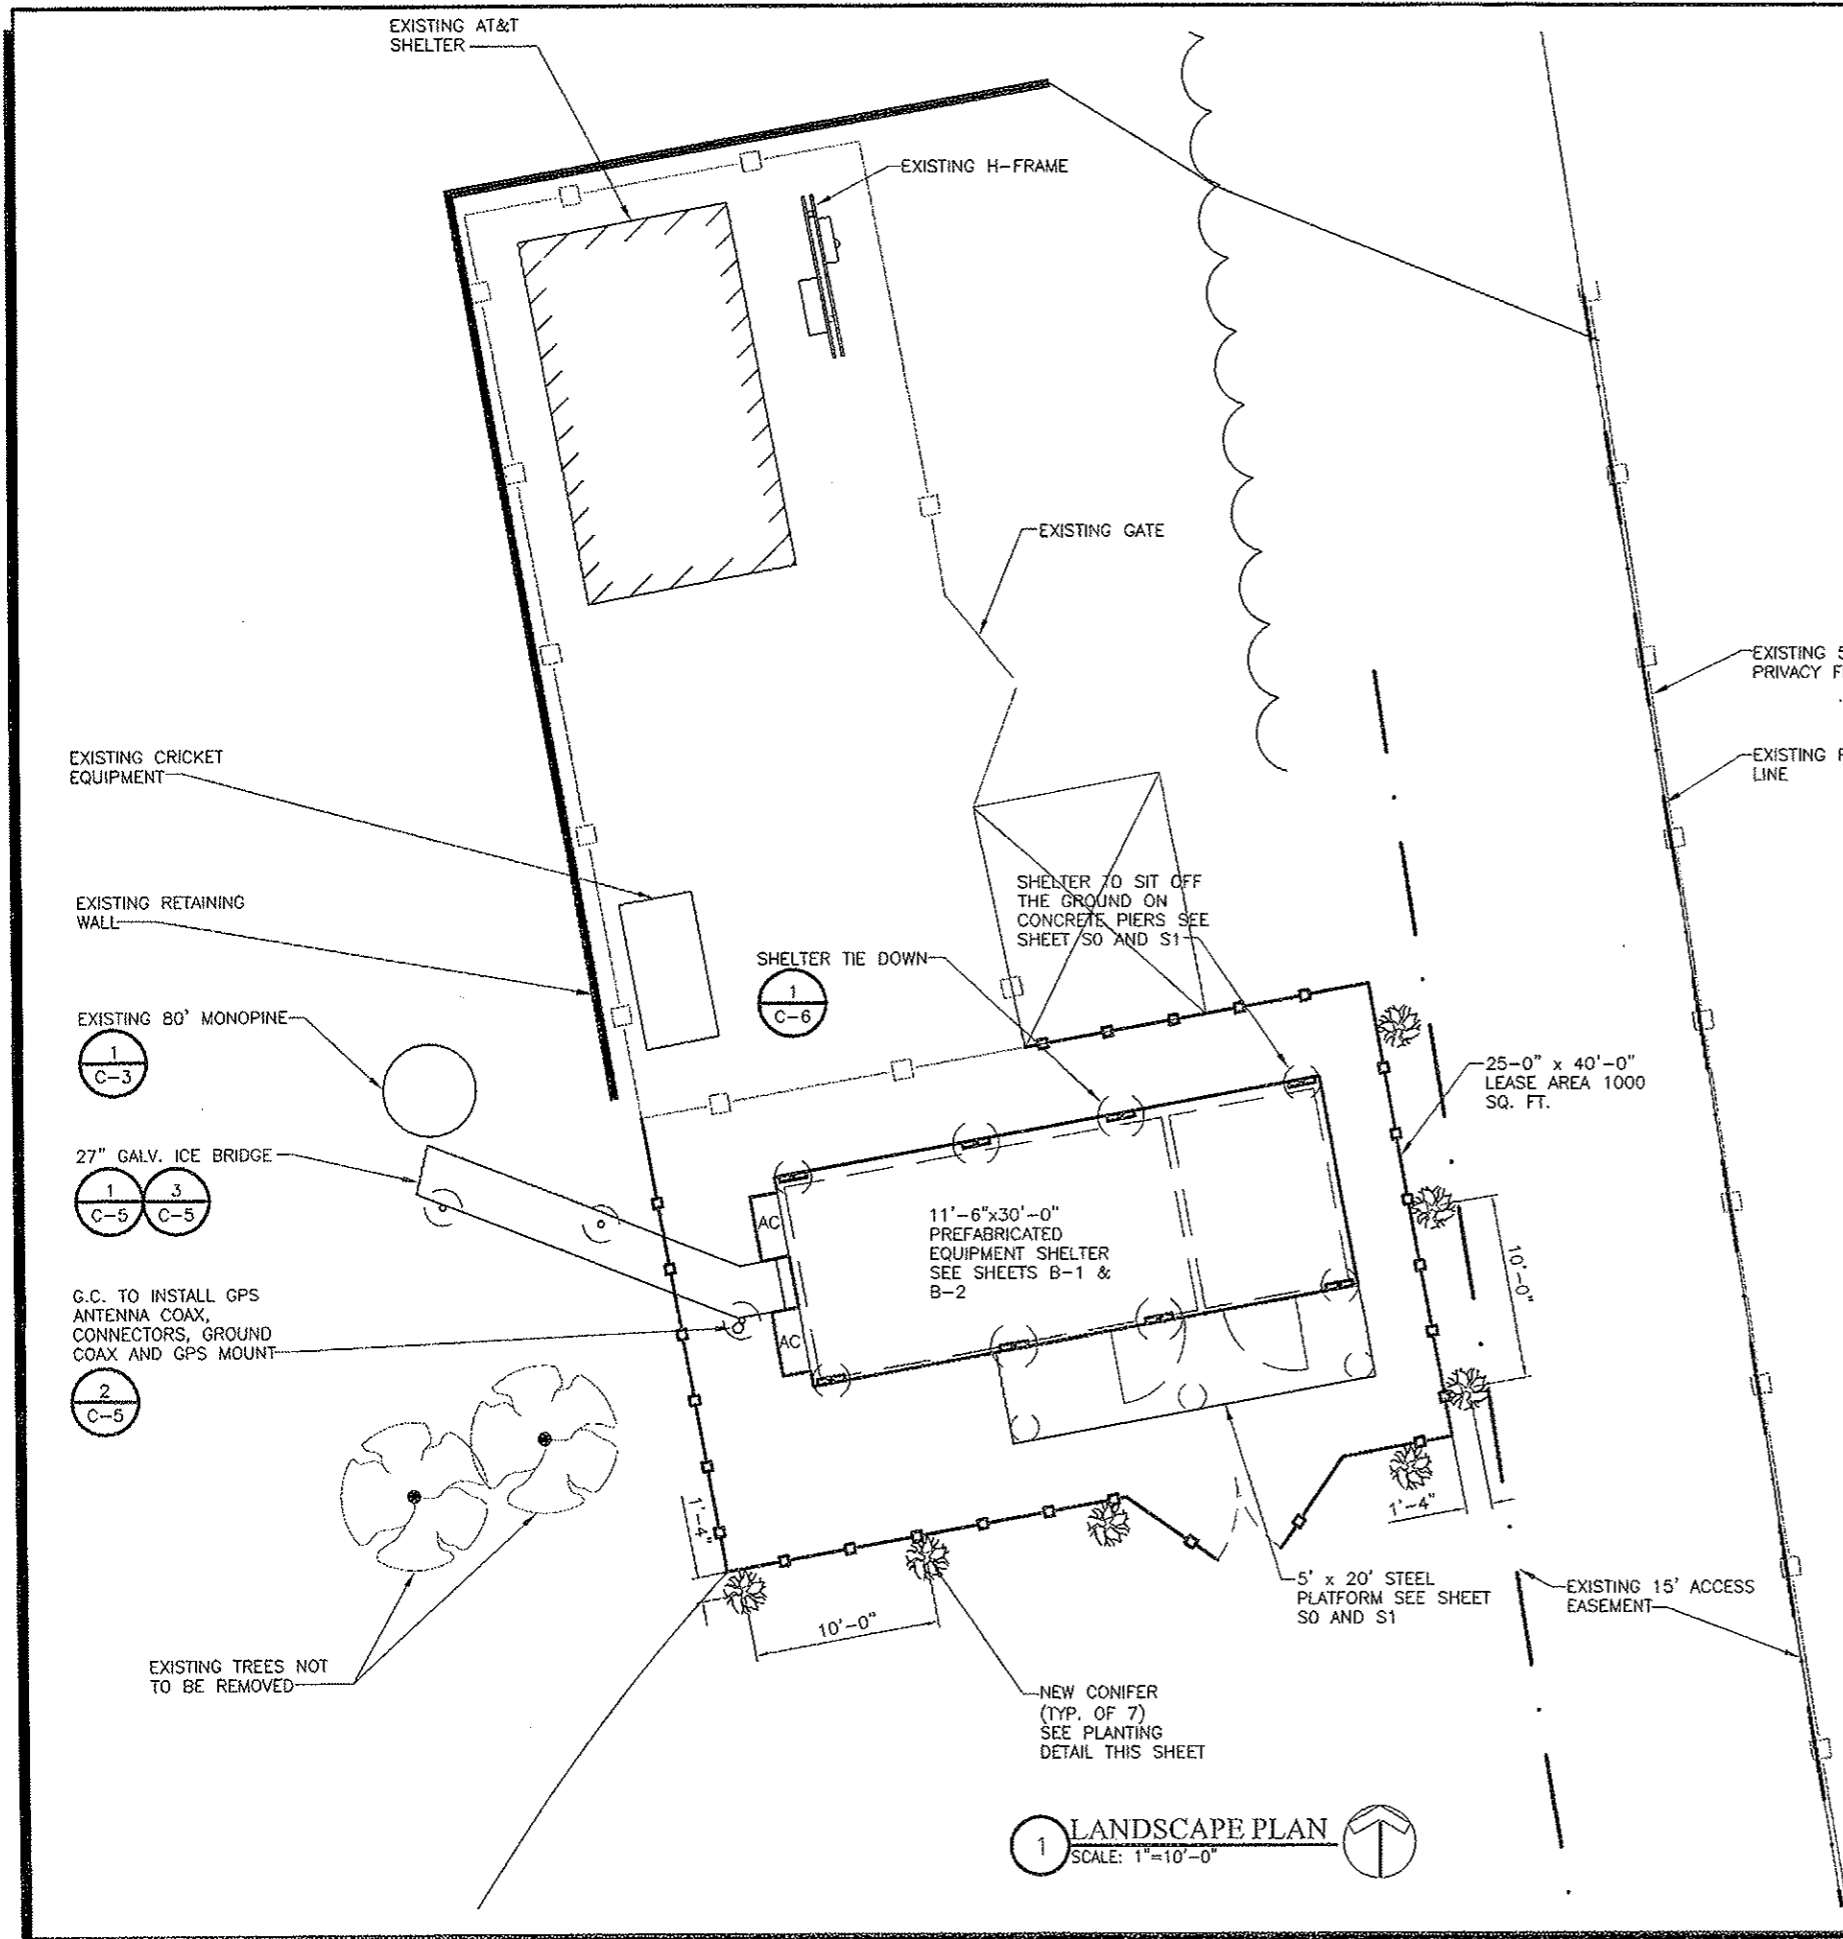 EXISTING AT&T
SHELTER
EXISTING H-FRAME
EXISTING GATE
EXISTING
PRIVACY
EXISTING
LINE
EXISTING CRICKET
EQUIPMENT
EXISTING RETAINING
WALL
SHELTER TO SIT OFF
THE GROUND ON
CONCRETE PIERS SEE
SHEET S0 AND S1
SHELTER TIE DOWN
1
C-6
EXISTING 80' MONOPINE
1
C-3
25-0" x 40'-0"
LEASE AREA 1000
SQ. FT.
27" GALV. ICE BRIDGE
1
C-5
3
C-5
AC
11'-6"x30'-0"
PREFABRICATED
EQUIPMENT SHELTER
SEE SHEETS B-1 &
B-2
10'-0"
G.C. TO INSTALL GPS
ANTENNA COAX,
CONNECTORS, GROUND
COAX AND GPS MOUNT
AC
2
C-5
1'-4"
1'-4"
5' x 20' STEEL
PLATFORM SEE SHEET
S0 AND S1
EXISTING 15' ACCESS
EASEMENT
10'-0"
EXISTING TREES NOT
TO BE REMOVED
NEW CONIFER
(TYP. OF 7)
SEE PLANTING
DETAIL THIS SHEET
1
LANDSCAPE PLAN
SCALE: 1"=10'-0"